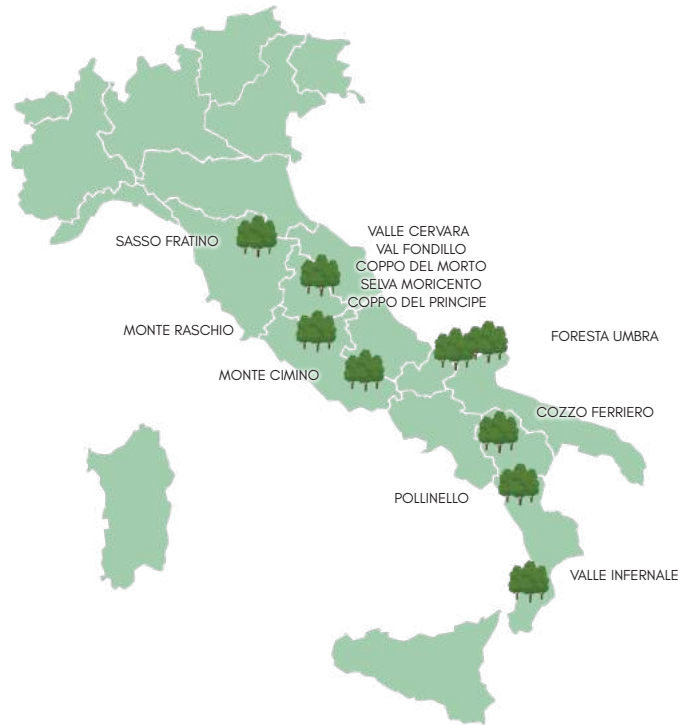 SASSO FRATINO
VALLE CERVARA
VAL FONDILLO
COPPO DEL MORTO
SELVA MORICENTO
COPPO DEL PRINCIPE
MONTE RASCHIO
FORESTA UMBRA
MONTE CIMINO
COZZO FERRIERO
POLLINELLO
VALLE INFERNALE